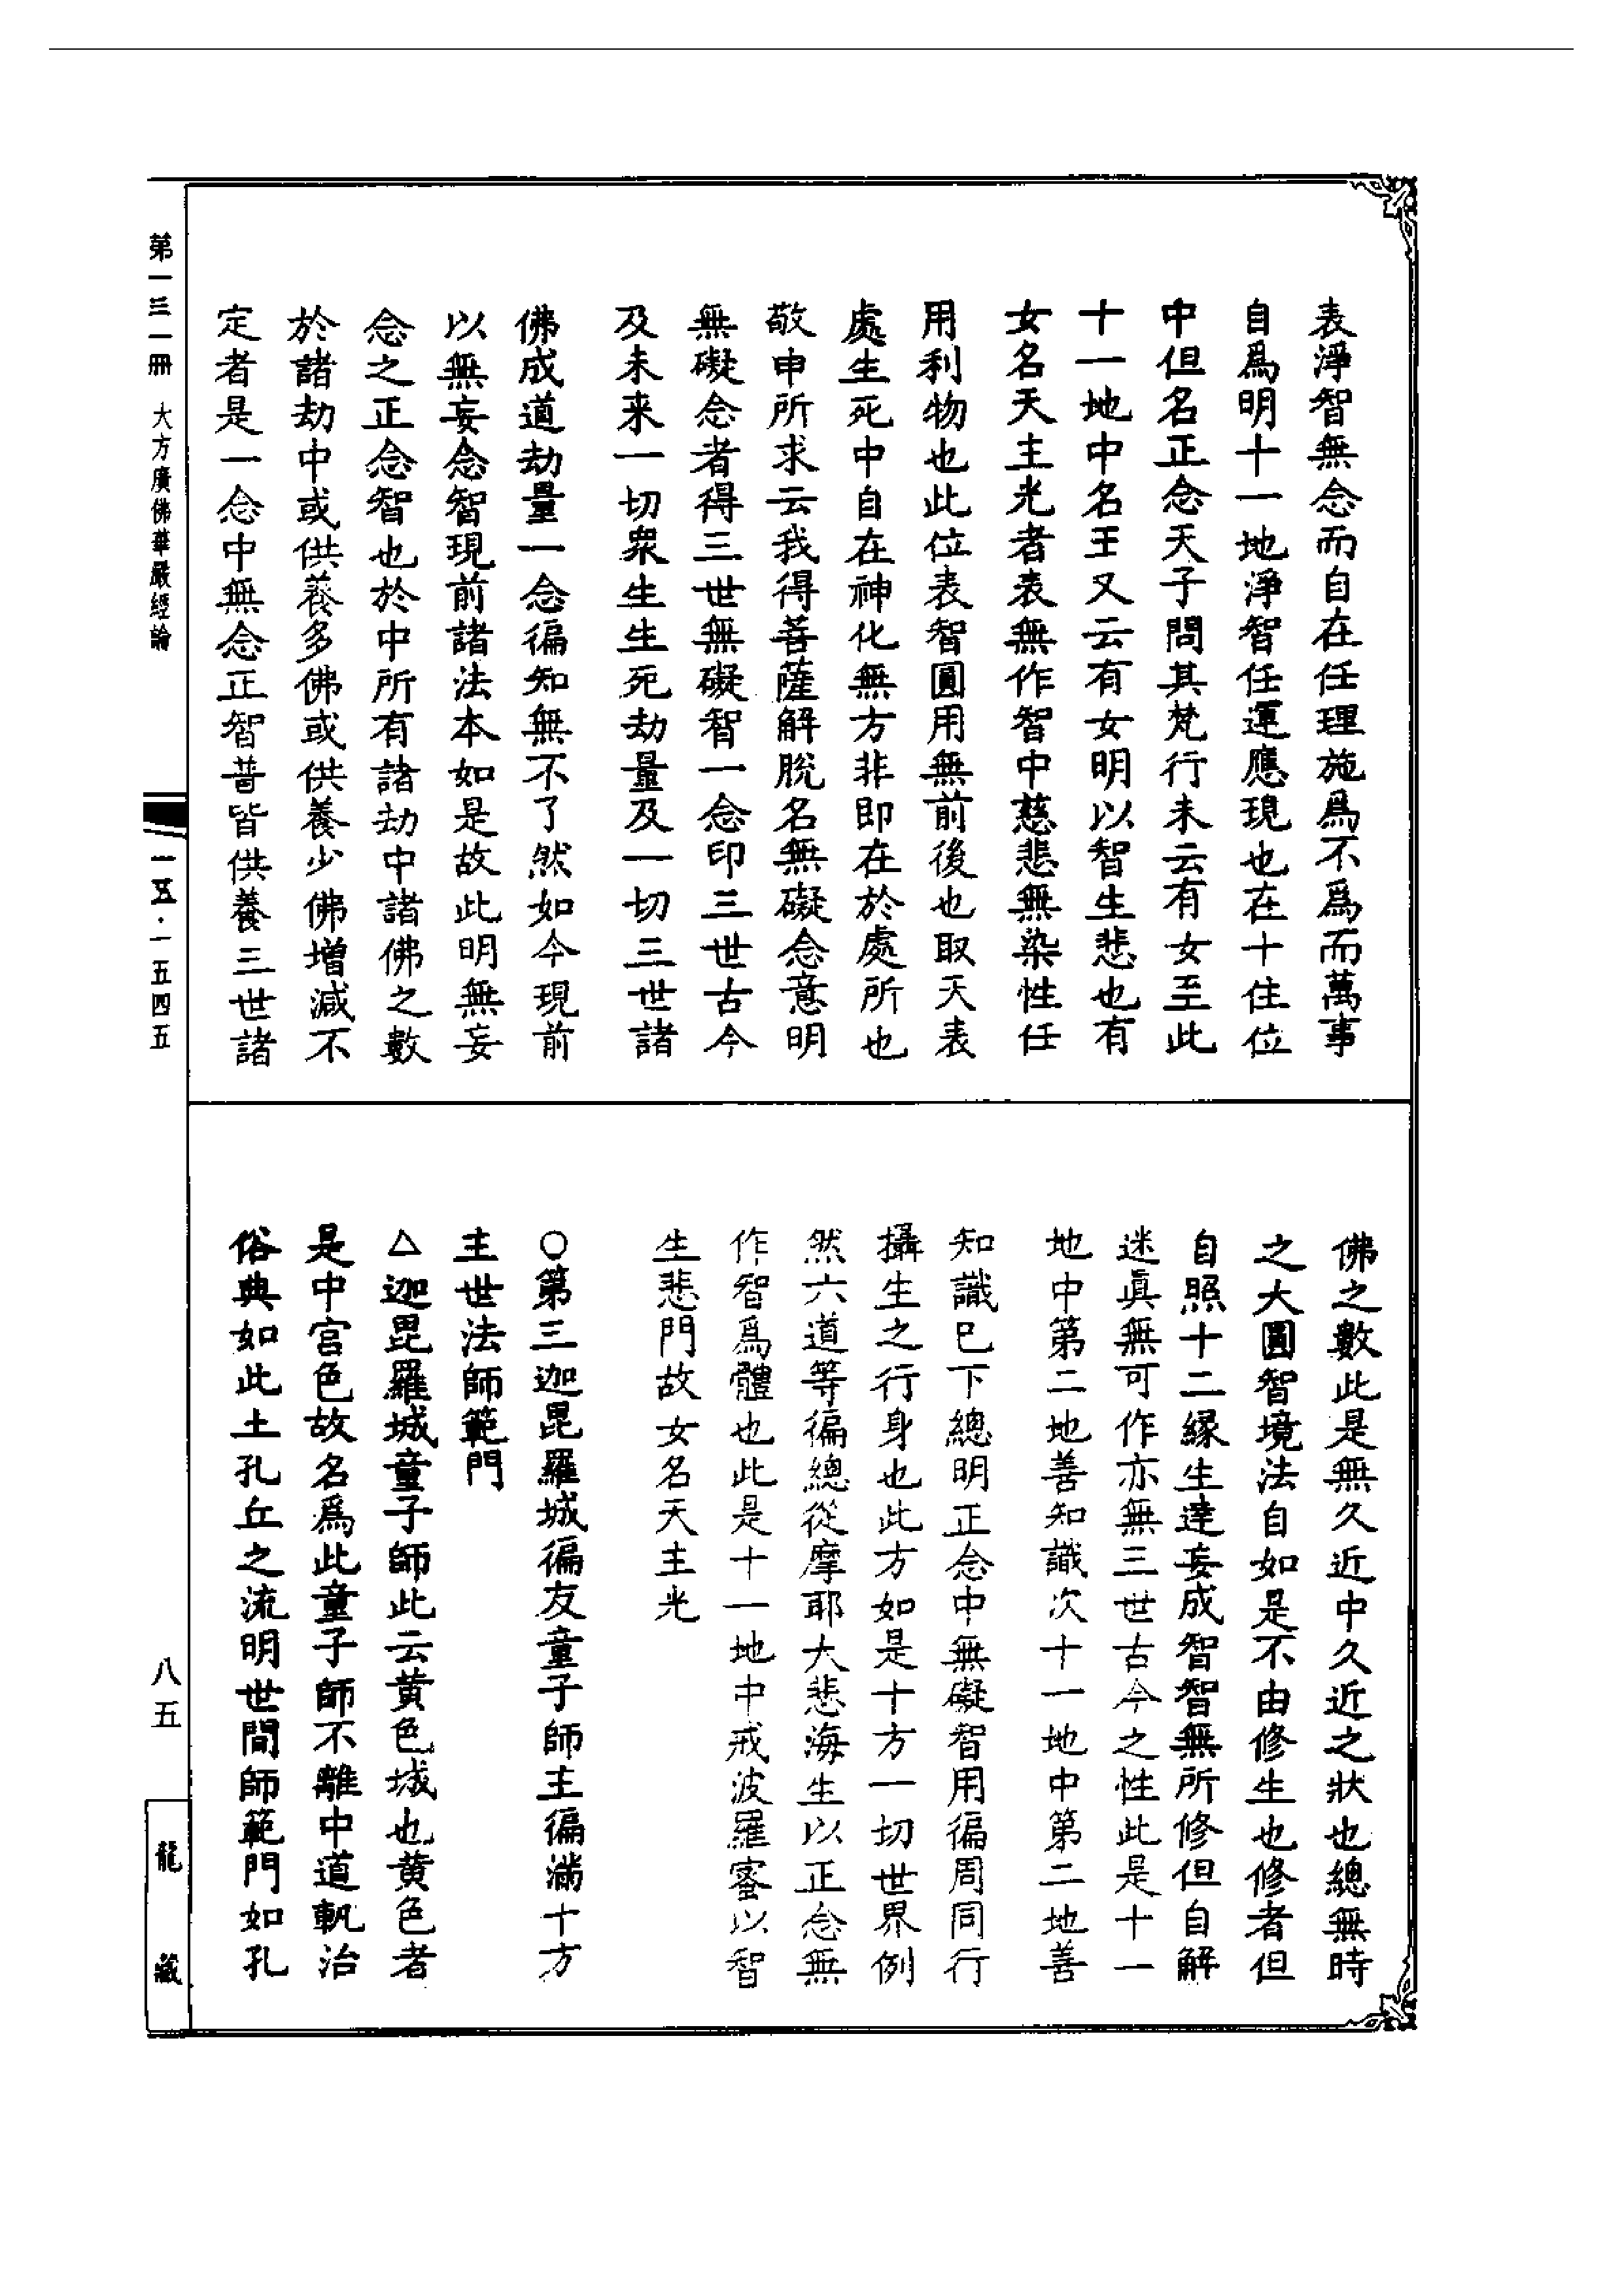 表淨智無念而自在任理施爲不爲而萬事
自爲明十一地淨智任運應現也在十住位
中但名正念天子問其梵行未云有女至此
十一地中名王又云有女明以智生悲也有
女名天主光者表無作智中慈悲無染性任
用利物也此位表智圓用無前後也取天表
處生死中自在神化無方非即在於處所也
敬申所求云我得菩薩解脫名無礙念意明
無礙念者得三世無礙智一念印三世古今
及未来一切衆生生死劫量及一切三世諸
佛成道劫量一念徧知無不了然如今現前
以無妄念智現前諸法本如是故此明無妄
念之正念智也於中所有諸劫中諸佛之數
於諸劫中或供養多佛或供養少佛增減不
定者是一念中無念正智普皆供養三世諸
佛之數此是無久近中久近之狀也總無時
之大圓智境法自如是不由修生也修者但
自照十二緣生達妄成智智無所修但自解
迷眞無可作亦無三世古今之性此是十一
地中第二地善知識次十一地中第二地善
知識已下總明正念中無礙智用徧周同行
攝生之行身也此方如是十方一切世界例
然六道等徧總從摩耶大悲海生以正念無
作智爲體也此是十一地中戒波羅蜜以智
生悲門故女名天主光
○第三迦毘羅城徧友童子師主徧滿十方
主世法師範門
△迦毘羅城童子師此云黄色城也黄色者
是中宮色故名爲此童子師不離中道軌治
俗典如此土孔丘之流明世間師範門如孔
第一三一冊 大方廣佛華嚴經論
一五·一五四五
八五
龍藏